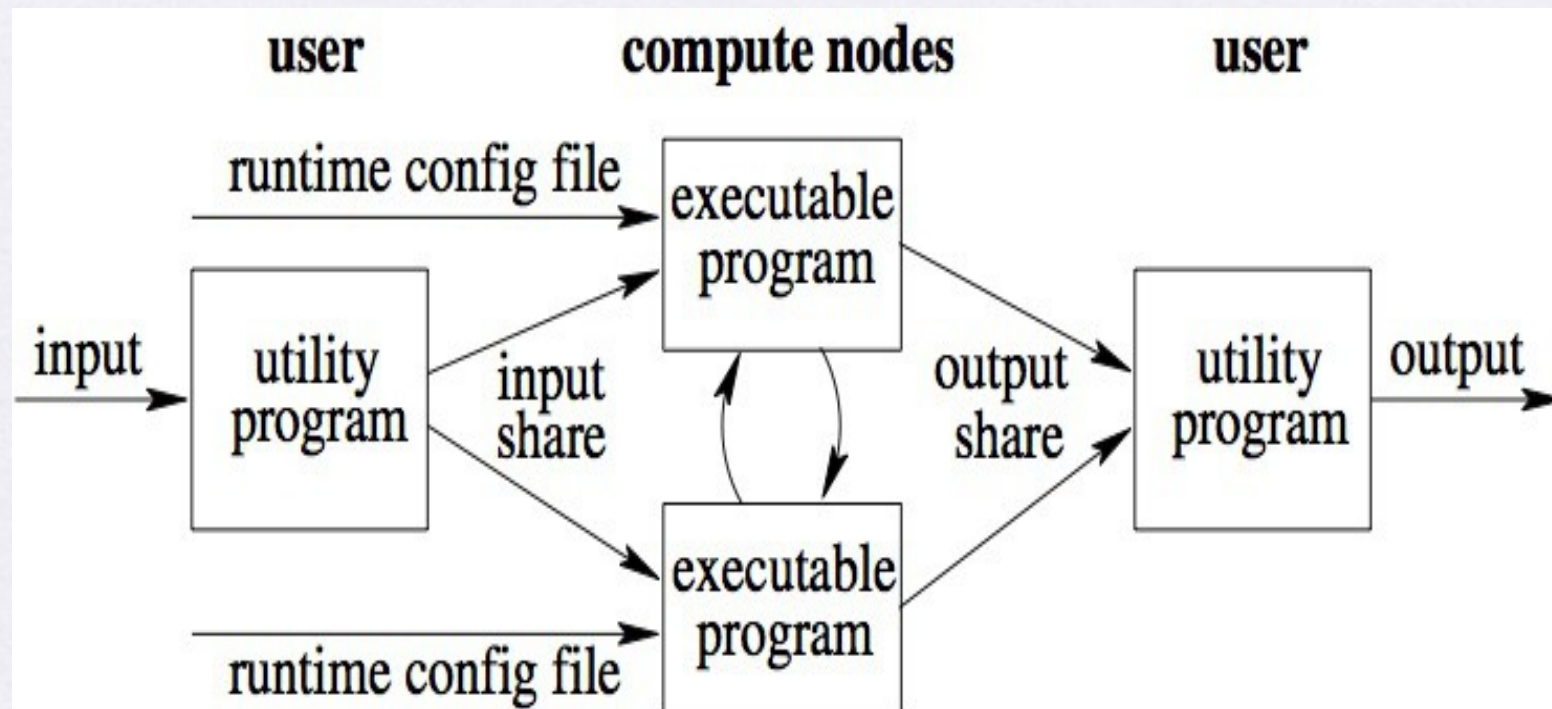 user
compute nodes
user
runtime config file
executable
program
input
utility
program
input
share
output
share
utility
program
output
executable
program
runtime config file